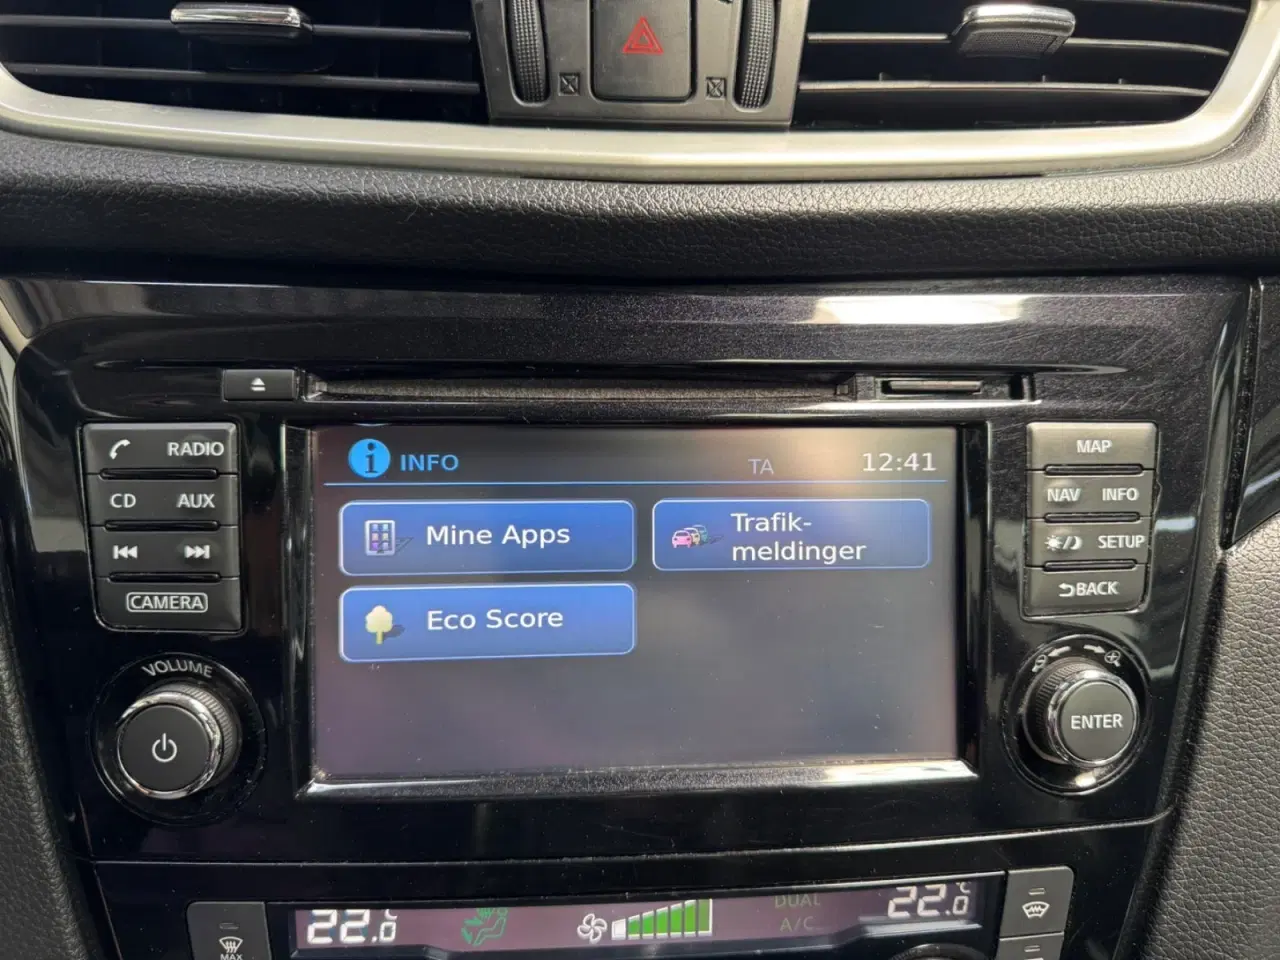 RADIO
CD AUX
CAMERA
VOLUME
INFO TA 12:41
Mine Apps
Trafik-
meldinger
Eco Score
MAP
NAV INFO
SETUP
BACK
ENTER
22.0°C
DUAL
A/C
22.0°C
MAX